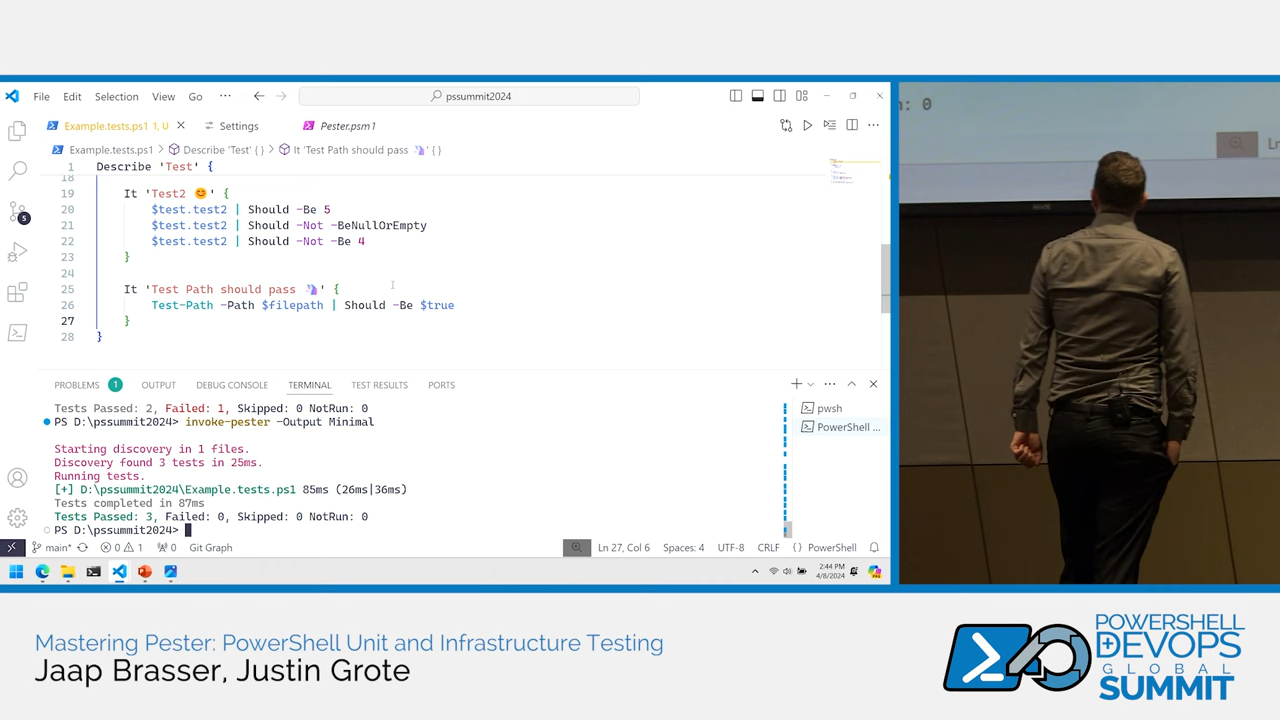 File Edit Selection View Go ··· pssummit2024
Example.tests.ps1 1, U Settings Pester.psm1
Example.tests.ps1 > Describe 'Test' { } > It 'Test Path should pass 🦄' { }
1 Describe 'Test' {
18
19 It 'Test2 😊' {
20 $test.test2 | Should -Be 5
21 $test.test2 | Should -Not -BeNullOrEmpty
22 $test.test2 | Should -Not -Be 4
23 }
24
25 It 'Test Path should pass 🦄' {
26 Test-Path -Path $filepath | Should -Be $true
27 }
28 }
PROBLEMS 1 OUTPUT DEBUG CONSOLE TERMINAL TEST RESULTS PORTS
Tests Passed: 2, Failed: 1, Skipped: 0 NotRun: 0
PS D:\pssummit2024> invoke-pester -Output Minimal
Starting discovery in 1 files.
Discovery found 3 tests in 25ms.
Running tests.
[+] D:\pssummit2024\Example.tests.ps1 85ms (26ms|36ms)
Tests completed in 87ms
Tests Passed: 3, Failed: 0, Skipped: 0 NotRun: 0
PS D:\pssummit2024>
pwsh
PowerShell ...
5
main* 0 1 0 Git Graph Ln 27, Col 6 Spaces: 4 UTF-8 CRLF { } PowerShell
2:44 PM
4/8/2024
: 0
Mastering Pester: PowerShell Unit and Infrastructure Testing
Jaap Brasser, Justin Grote
POWERSHELL
DEVOPS
GLOBAL
SUMMIT